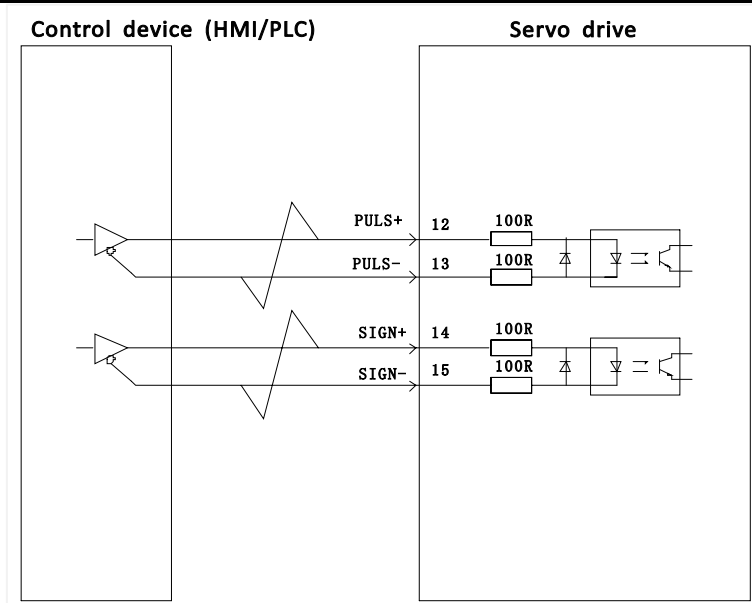 Control device (HMI/PLC)
Servo drive
PULS+ 12 100R
PULS- 13 100R
SIGN+ 14 100R
SIGN- 15 100R